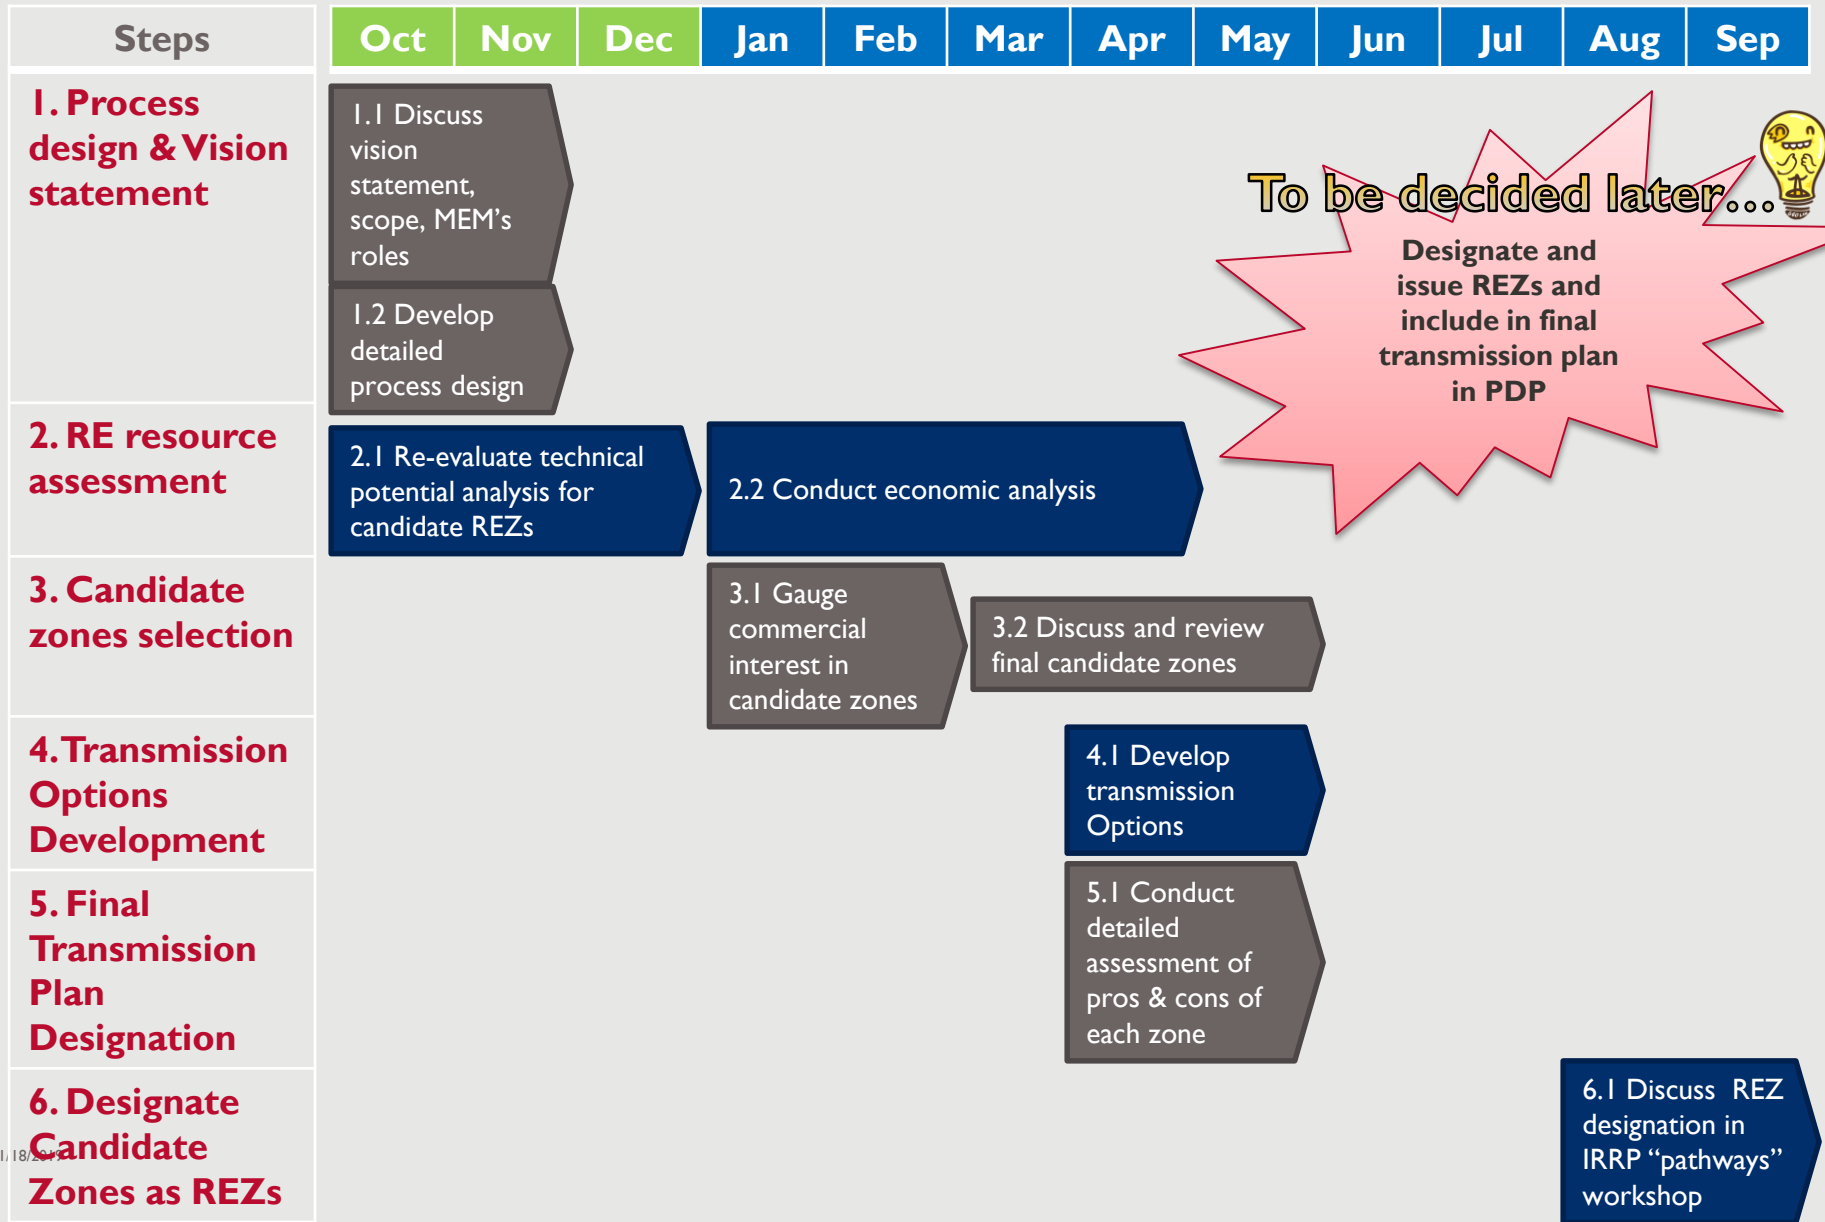 Steps
Oct Nov Dec Jan Feb Mar Apr May Jun Jul Aug Sep
1. Process
design & Vision
statement
1.1 Discuss
vision
statement,
scope, MEM's
roles
1.2 Develop
detailed
process design
To be decided later...
Designate and
issue REZs and
include in final
transmission plan
in PDP
2. RE resource
assessment
2.1 Re-evaluate technical
potential analysis for
candidate REZs
2.2 Conduct economic analysis
3. Candidate
zones selection
3.1 Gauge
commercial
interest in
candidate zones
3.2 Discuss and review
final candidate zones
4. Transmission
Options
Development
4.1 Develop
transmission
Options
5. Final
Transmission
Plan
Designation
5.1 Conduct
detailed
assessment of
pros & cons of
each zone
6. Designate
Candidate
Zones as REZs
6.1 Discuss REZ
designation in
IRRP “pathways”
workshop